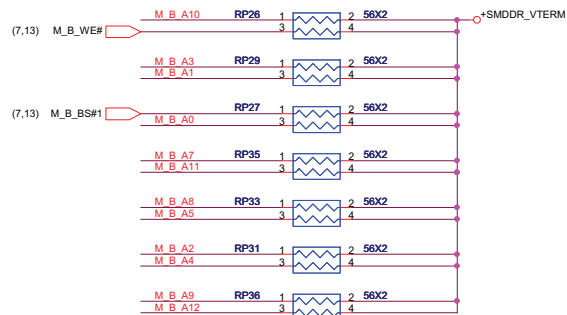 M_B_A10 RP26 1 2 56X2 +SMDDR_VTERM
(7,13) M_B_WE# 3 4
M_B_A3 RP29 1 2 56X2
M_B_A1 3 4
(7,13) M_B_BS#1 RP27 1 2 56X2
M_B_A0 3 4
M_B_A7 RP35 1 2 56X2
M_B_A11 3 4
M_B_A8 RP33 1 2 56X2
M_B_A5 3 4
M_B_A2 RP31 1 2 56X2
M_B_A4 3 4
M_B_A9 RP36 1 2 56X2
M_B_A12 3 4